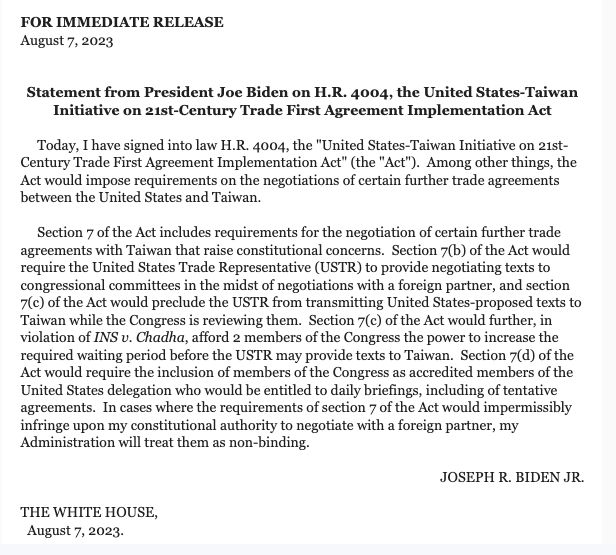 FOR IMMEDIATE RELEASE
August 7, 2023
Statement from President Joe Biden on H.R. 4004, the United States-Taiwan
Initiative on 21st-Century Trade First Agreement Implementation Act
Today, I have signed into law H.R. 4004, the "United States-Taiwan Initiative on 21st-
Century Trade First Agreement Implementation Act" (the "Act").  Among other things, the
Act would impose requirements on the negotiations of certain further trade agreements
between the United States and Taiwan.
Section 7 of the Act includes requirements for the negotiation of certain further trade
agreements with Taiwan that raise constitutional concerns.  Section 7(b) of the Act would
require the United States Trade Representative (USTR) to provide negotiating texts to
congressional committees in the midst of negotiations with a foreign partner, and section
7(c) of the Act would preclude the USTR from transmitting United States-proposed texts to
Taiwan while the Congress is reviewing them.  Section 7(c) of the Act would further, in
violation of INS v. Chadha, afford 2 members of the Congress the power to increase the
required waiting period before the USTR may provide texts to Taiwan.  Section 7(d) of the
Act would require the inclusion of members of the Congress as accredited members of the
United States delegation who would be entitled to daily briefings, including of tentative
agreements.  In cases where the requirements of section 7 of the Act would impermissibly
infringe upon my constitutional authority to negotiate with a foreign partner, my
Administration will treat them as non-binding.
JOSEPH R. BIDEN JR.
THE WHITE HOUSE,
August 7, 2023.